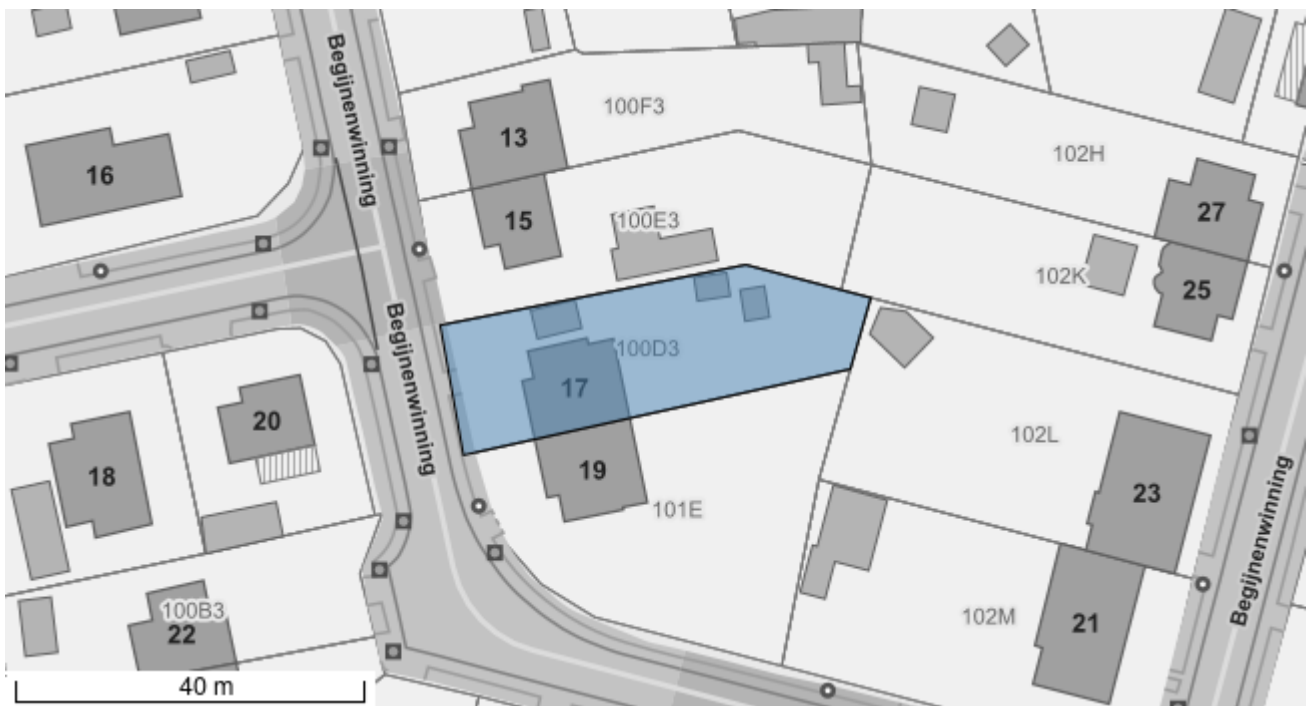 Begijnenwinning
13
100F3
102H
16
27
15
100E3
102K
25
100D3
17
Begijnenwinning
20
102L
18
19
23
101E
Begijnenwinning
100B3
22
102M
21
40 m